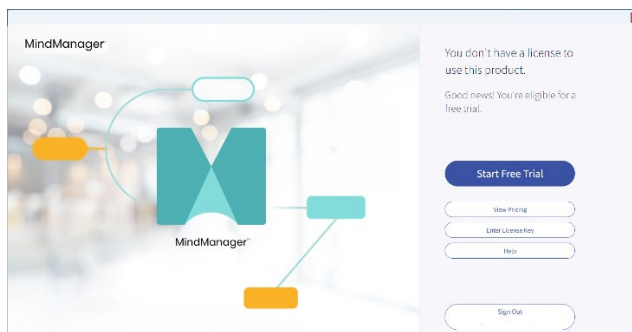 MindManager
MindManager
You don't have a license to
use this product.
Good news! You're eligible for a
free trial.
Start Free Trial
View Pricing
Enter License Key
Help
Sign Out